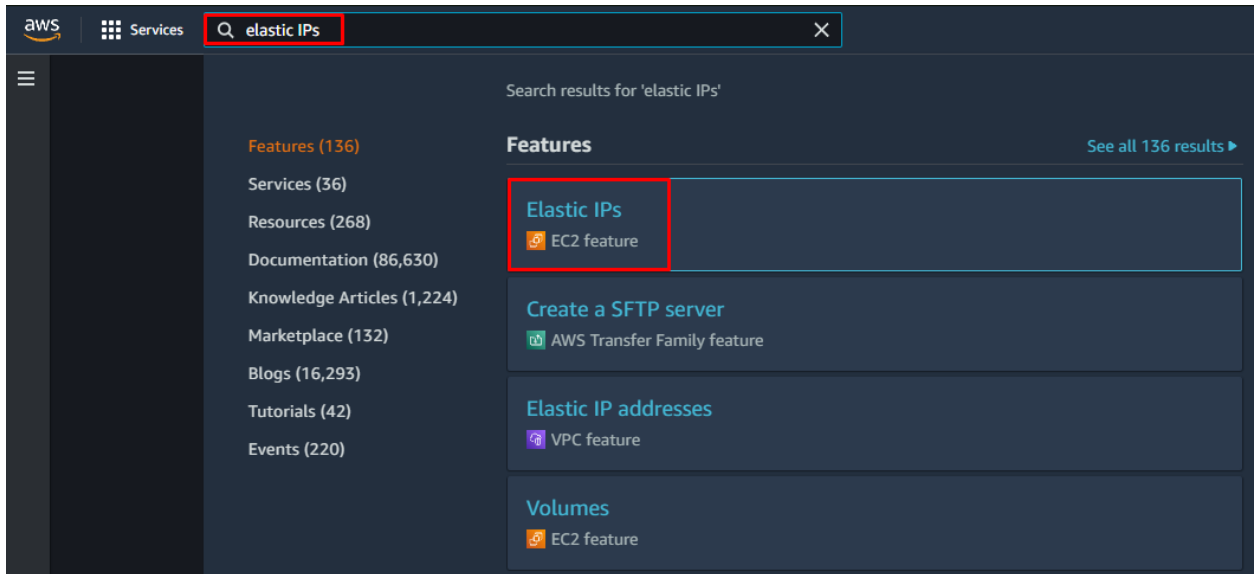 aws
Services
elastic IPs
Search results for 'elastic IPs'
Features (136)
Services (36)
Resources (268)
Documentation (86,630)
Knowledge Articles (1,224)
Marketplace (132)
Blogs (16,293)
Tutorials (42)
Events (220)
Features
See all 136 results
Elastic IPs
EC2 feature
Create a SFTP server
AWS Transfer Family feature
Elastic IP addresses
VPC feature
Volumes
EC2 feature